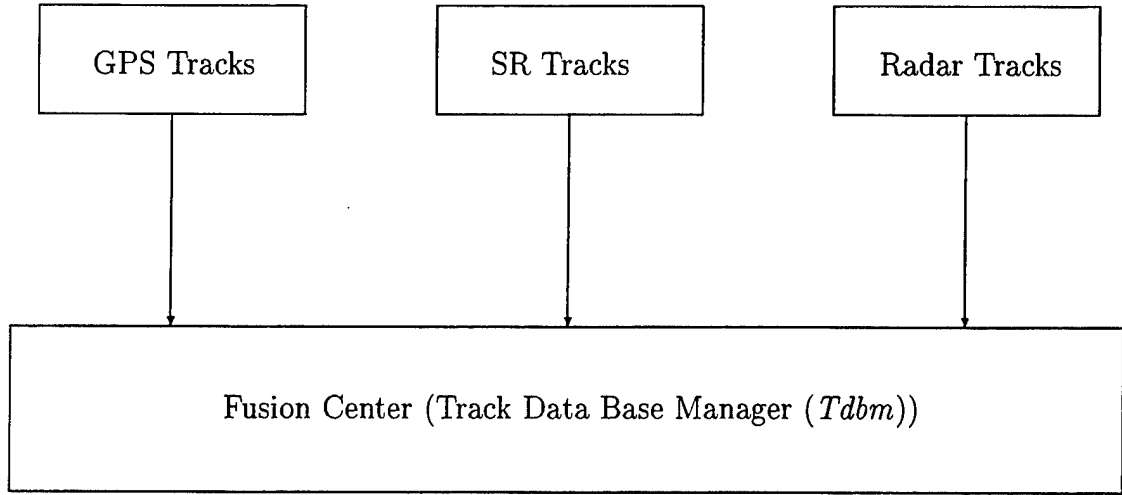 GPS Tracks
SR Tracks
Radar Tracks
Fusion Center (Track Data Base Manager (Tdbm))